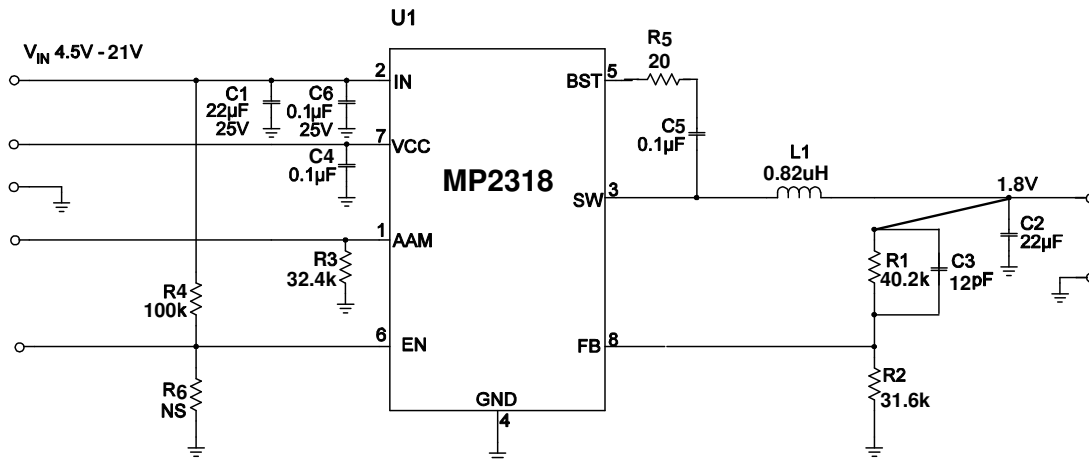 U1
V_IN 4.5V - 21V
R5
20
2
IN
BST
5
C1
22µF
25V
C6
0.1µF
25V
7
VCC
C5
0.1µF
C4
0.1µF
MP2318
L1
0.82uH
SW
3
1.8V
1
AAM
C2
22µF
R3
32.4k
R1
40.2k
C3
12pF
R4
100k
6
EN
FB
8
R6
NS
R2
31.6k
GND
4